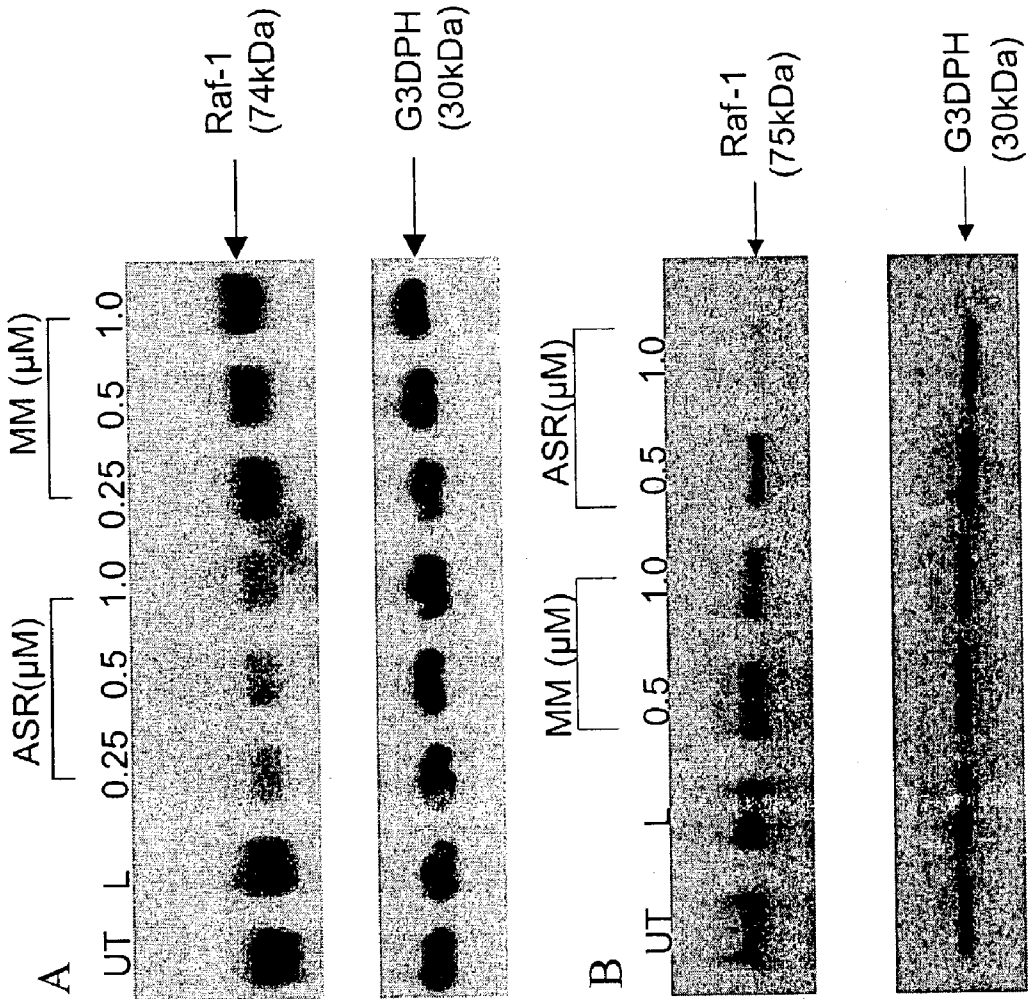 A
ASR(µM)
MM (µM)
UT L 0.25 0.5 1.0 0.25 0.5 1.0
Raf-1
(74kDa)
G3DPH
(30kDa)
B
MM (µM)
ASR(µM)
UT L 0.5 1.0 0.5 1.0
Raf-1
(75kDa)
G3DPH
(30kDa)